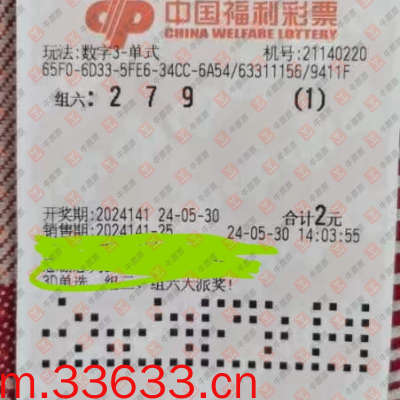 中国福利彩票
CHINA WELFARE LOTTERY
玩法:数字3-单式 机号:21140220
65F0-6D33-5FE6-34CC-6A54/63311156/9411F
组六: 2 7 9 (1)
开奖期:2024141 24-05-30 合计2元
销售期:2024141-25 24-05-30 14:03:55
3D单选、组三、组六大派奖!
m.33633.cn